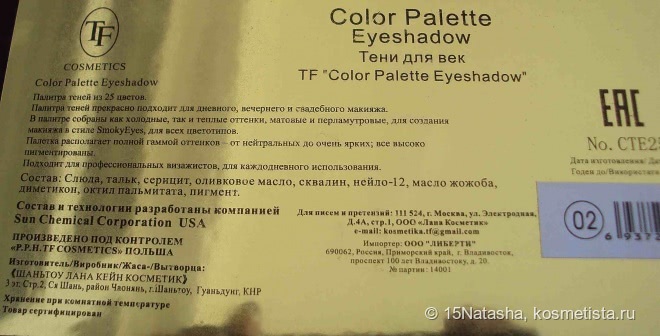 TF
COSMETICS
Color Palette Eyeshadow
Color Palette
Eyeshadow
Тени для век
TF "Color Palette Eyeshadow"
Палитра теней из 25 цветов.
Палитра теней прекрасно подходит для дневного, вечернего и свадебного макияжа.
В палитре собраны как холодные, так и теплые оттенки, матовые и перламутровые, для создания
макияжа в стиле SmokyEyes, для всех цветотипов.
Палетка располагает полной гаммой оттенков – от нейтральных до очень ярких; все высоко
пигментированы.
Подходит для профессиональных визажистов, для каждодневного использования.
Состав: Слюда, тальк, серицит, оливковое масло, сквалин, нейло-12, масло жожоба,
диметикон, октил пальмитата, пигмент.
Состав и технологии разработаны компанией
Sun Chemical Corporation USA
ПРОИЗВЕДЕНО ПОД КОНТРОЛЕМ
«P.P.H.TF COSMETICS» ПОЛЬША
Изготовитель/Виробник/Жаса-/Вытворца:
《ШАНЬТОУ ЛАНА КЕЙН КОСМЕТИК》
3 эт. Стр.2, Ся Шань, район Чаонянь, г.Шаньтоу, Гуаньдунг, КНР
Хранение при комнатной температуре
Товар сертифицирован
Для писем и претензий: 111 524, г. Москва, ул. Электродная,
Д.4А, стр.1, ООО «Лана Косметик»
e-mail: kosmetika.tf@gmail.com
Импортер: ООО "ЛИБЕРТИ"
690062, Россия, Приморский край, г. Владивосток,
проспект 100 лет Владивостоку
№ партии: 14001
EAC
No. CTE25
Дата изготовления/
Годен до/Використати
02
6 9372
© 15Natasha, kosmetista.ru